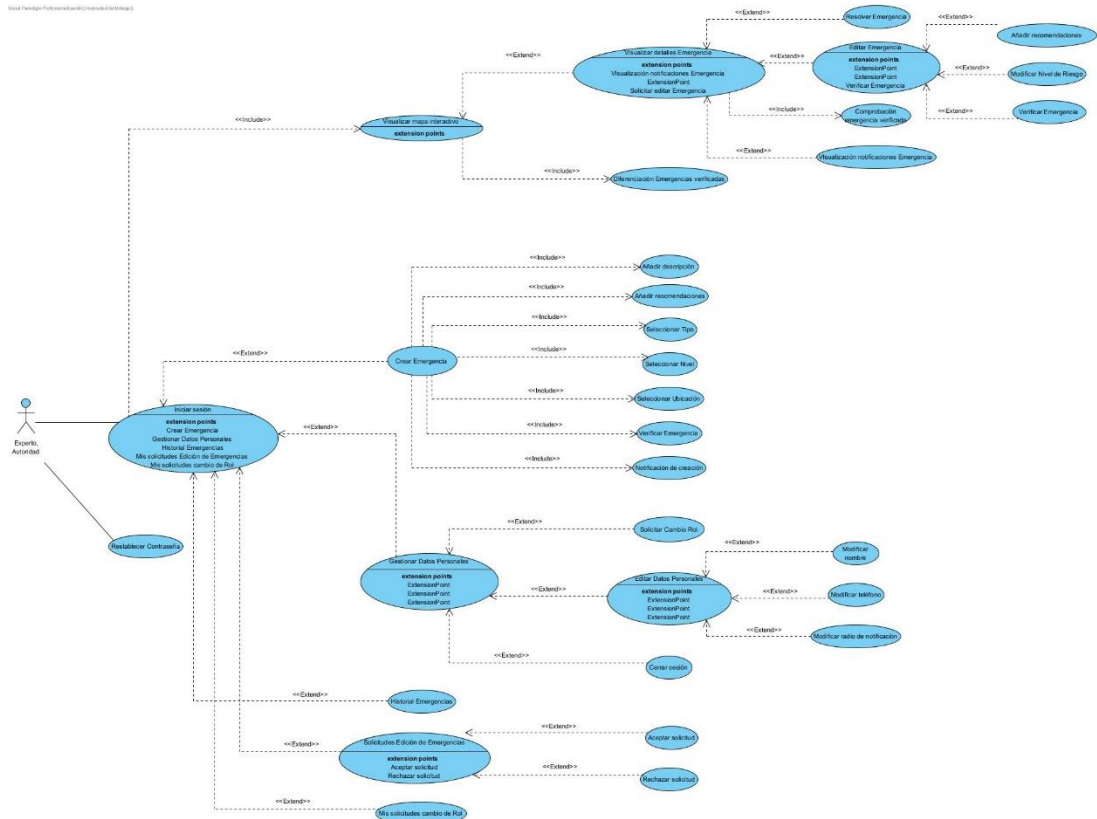 Visual Paradigm Professional(juanillo(Universidad de Málaga))
<<Extend>>
Resolver Emergencia
<<Extend>>
Añadir recomendaciones
<<Extend>>
Visualizar detalles Emergencia
extension points
Visualización notificaciones Emergencia
ExtensionPoint
Solicitar editar Emergencia
<<Extend>>
Editar Emergencia
extension points
ExtensionPoint
ExtensionPoint
Verificar Emergencia
<<Extend>>
Modificar Nivel de Riesgo
<<Include>>
Comprobación
emergencia verificada
<<Extend>>
Verificar Emergencia
<<Include>>
Visualizar mapa interactivo
extension points
<<Extend>>
Visualización notificaciones Emergencia
<<Include>>
Diferenciación Emergencias verificadas
<<Include>>
Añadir descripción
<<Include>>
Añadir recomendaciones
<<Include>>
Seleccionar Tipo
<<Extend>>
Crear Emergencia
<<Include>>
Seleccionar Nivel
<<Include>>
Seleccionar Ubicación
Experto,
Autoridad
Iniciar sesión
extension points
Crear Emergencia
Gestionar Datos Personales
Historial Emergencias
Mis solicitudes Edición de Emergencias
Mis solicitudes cambio de Rol
<<Extend>>
<<Include>>
Verificar Emergencia
<<Include>>
Notificación de creación
Restablecer Contraseña
<<Extend>>
Solicitar Cambio Rol
Gestionar Datos Personales
extension points
ExtensionPoint
ExtensionPoint
ExtensionPoint
<<Extend>>
Editar Datos Personales
extension points
ExtensionPoint
ExtensionPoint
ExtensionPoint
<<Extend>>
Modificar
nombre
<<Extend>>
Modificar teléfono
<<Extend>>
Modificar radio de notificación
<<Extend>>
Cerrar sesión
<<Extend>>
Historial Emergencias
<<Extend>>
Solicitudes Edición de Emergencias
extension points
Aceptar solicitud
Rechazar solicitud
<<Extend>>
Aceptar solicitud
<<Extend>>
Rechazar solicitud
<<Extend>>
Mis solicitudes cambio de Rol